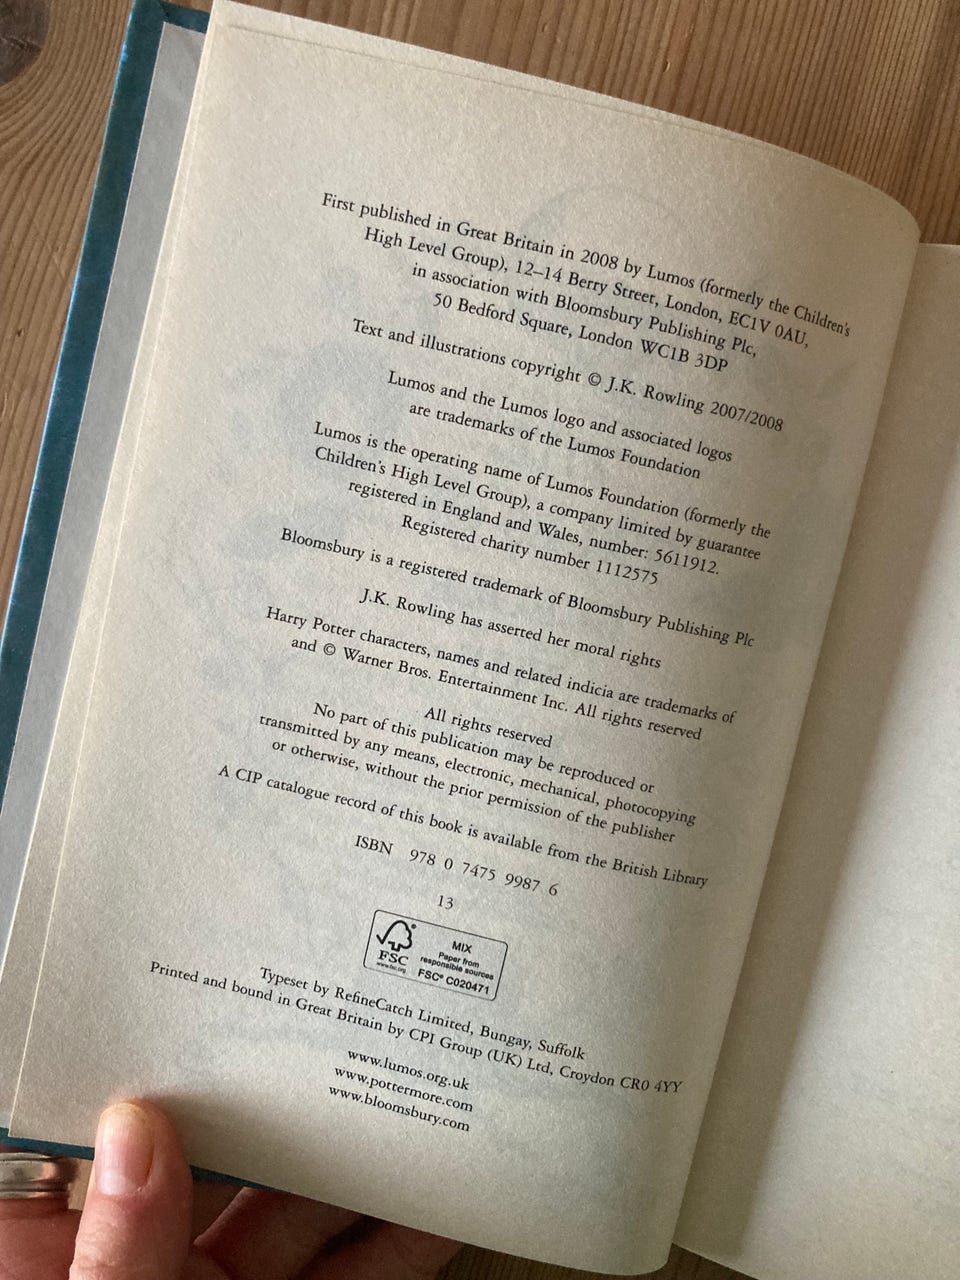 First published in Great Britain in 2008 by Lumos (formerly the Children's
High Level Group), 12–14 Berry Street, London, EC1V 0AU,
in association with Bloomsbury Publishing Plc,
50 Bedford Square, London WC1B 3DP
Text and illustrations copyright © J.K. Rowling 2007/2008
Lumos and the Lumos logo and associated logos
are trademarks of the Lumos Foundation
Lumos is the operating name of Lumos Foundation (formerly the
Children's High Level Group), a company limited by guarantee
registered in England and Wales, number: 5611912.
Registered charity number 1112575
Bloomsbury is a registered trademark of Bloomsbury Publishing Plc
J.K. Rowling has asserted her moral rights
Harry Potter characters, names and related indicia are trademarks of
and © Warner Bros. Entertainment Inc. All rights reserved
All rights reserved
No part of this publication may be reproduced or
transmitted by any means, electronic, mechanical, photocopying
or otherwise, without the prior permission of the publisher
A CIP catalogue record of this book is available from the British Library
ISBN 978 0 7475 9987 6
13
FSC
www.fsc.org
MIX
Paper from
responsible sources
FSC® C020471
Typeset by RefineCatch Limited, Bungay, Suffolk
Printed and bound in Great Britain by CPI Group (UK) Ltd, Croydon CR0 4YY
www.lumos.org.uk
www.pottermore.com
www.bloomsbury.com